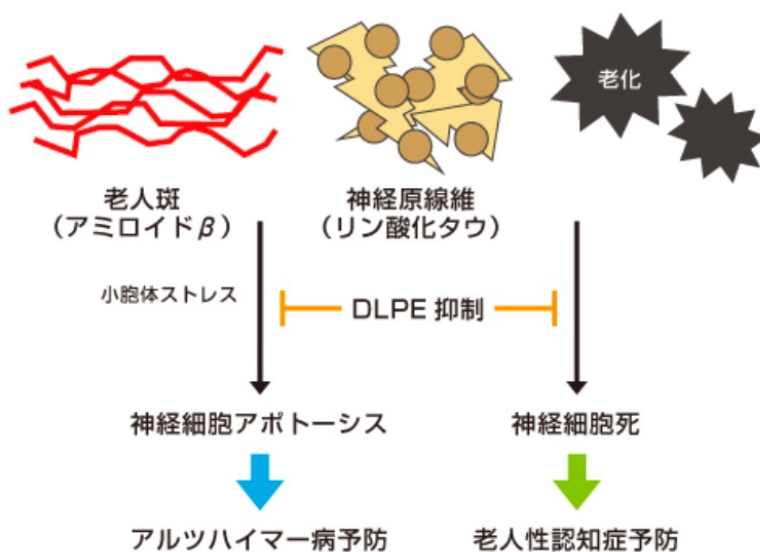 老化
老人斑
（アミロイドβ）
神経原線維
（リン酸化タウ）
小胞体ストレス
DLPE 抑制
神経細胞アポトーシス
神経細胞死
アルツハイマー病予防
老人性認知症予防